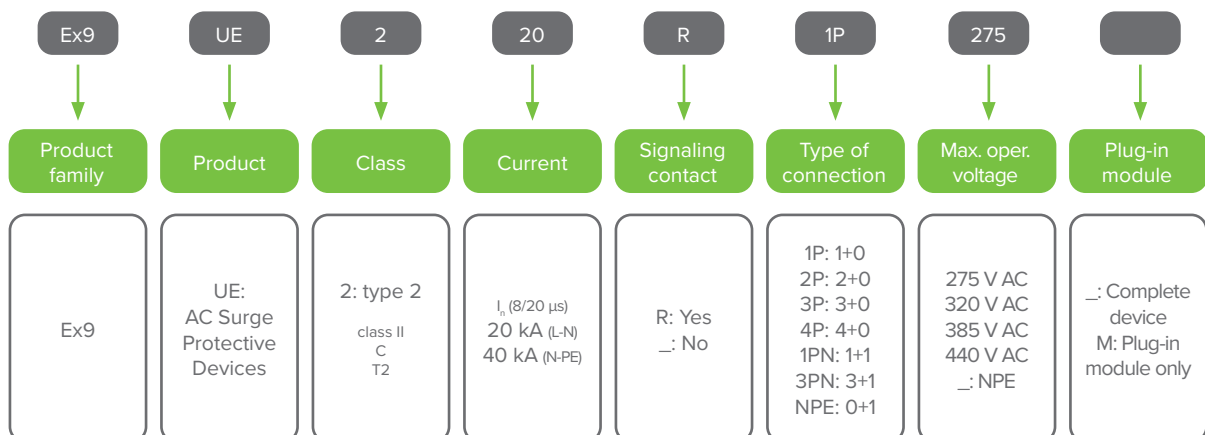 Ex9 UE 2 20 R 1P 275
Product family
Product
Class
Current
Signaling contact
Type of connection
Max. oper. voltage
Plug-in module
Ex9
UE:
AC Surge
Protective
Devices
2: type 2
class II
C
T2
In (8/20 µs)
20 kA (L-N)
40 kA (N-PE)
R: Yes
_: No
1P: 1+0
2P: 2+0
3P: 3+0
4P: 4+0
1PN: 1+1
3PN: 3+1
NPE: 0+1
275 V AC
320 V AC
385 V AC
440 V AC
_: NPE
_: Complete
device
M: Plug-in
module only